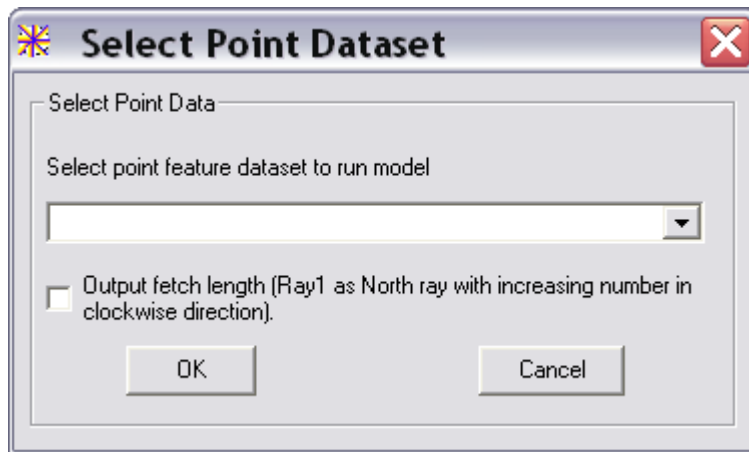 Select Point Dataset
Select Point Data
Select point feature dataset to run model
Output fetch length (Ray1 as North ray with increasing number in
clockwise direction).
OK
Cancel